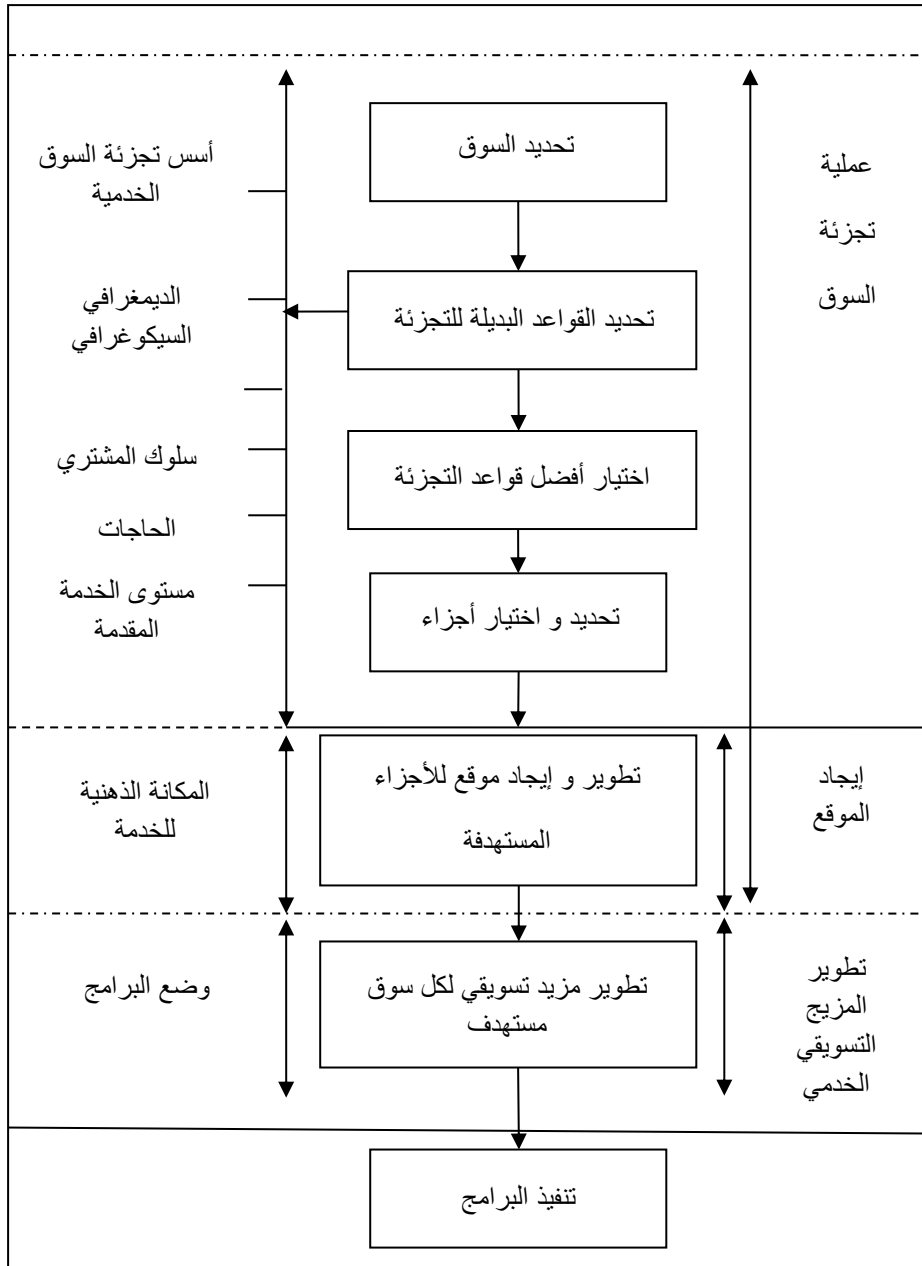 تحديد السوق
أسس تجزئة السوق
الخدمية
عملية
تجزئة
السوق
تحديد القواعد البديلة للتجزئة
الديمغرافي
السيكوغرافي
اختيار أفضل قواعد التجزئة
سلوك المشتري
الحاجات
تحديد و اختيار أجزاء
مستوى الخدمة
المقدمة
تطوير و إيجاد موقع للأجزاء
المستهدفة
إيجاد
الموقع
المكانة الذهنية
للخدمة
تطوير مزيد تسويقي لكل سوق
مستهدف
تطوير
المزيج
التسويقي
الخدمي
وضع البرامج
تنفيذ البرامج